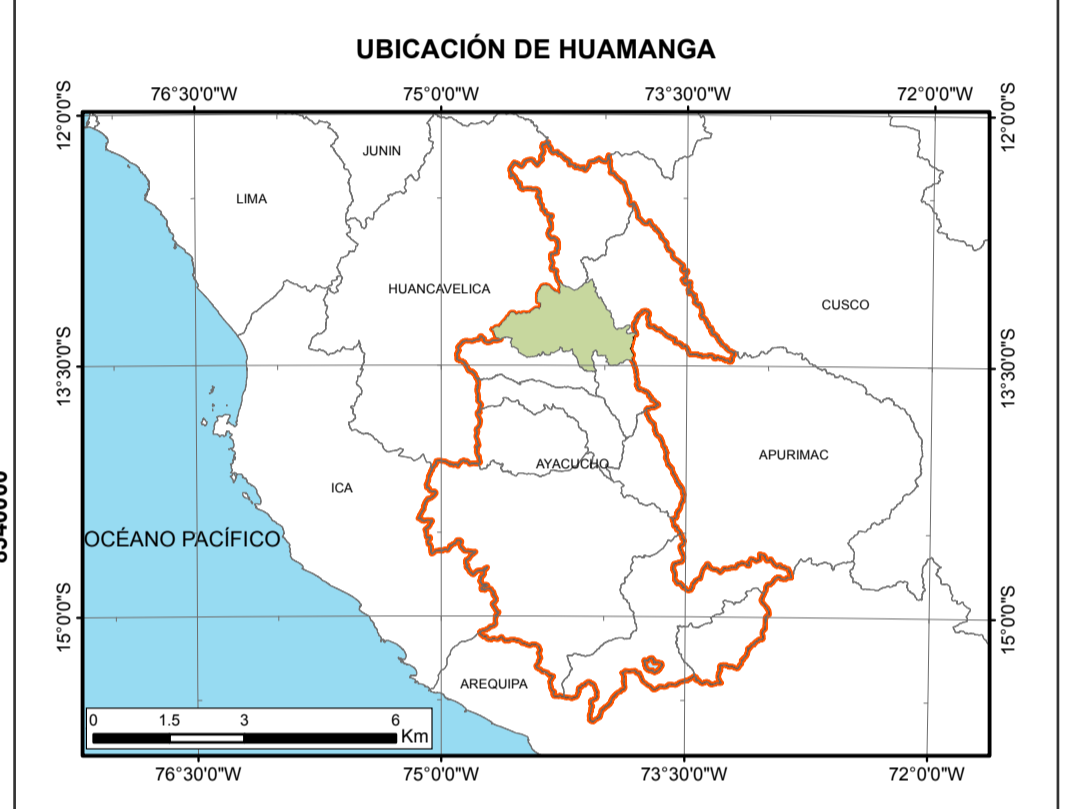 UBICACIÓN DE HUAMANGA
76°30'0"W 75°0'0"W 73°30'0"W 72°0'0"W
12°0'0"S 12°0'0"S
JUNIN
LIMA
HUANCAVELICA
CUSCO
13°30'0"S 13°30'0"S
APURIMAC
AYACUCHO
ICA
OCÉANO PACÍFICO
15°0'0"S 15°0'0"S
AREQUIPA
0 1.5 3 6
Km
76°30'0"W 75°0'0"W 73°30'0"W 72°0'0"W